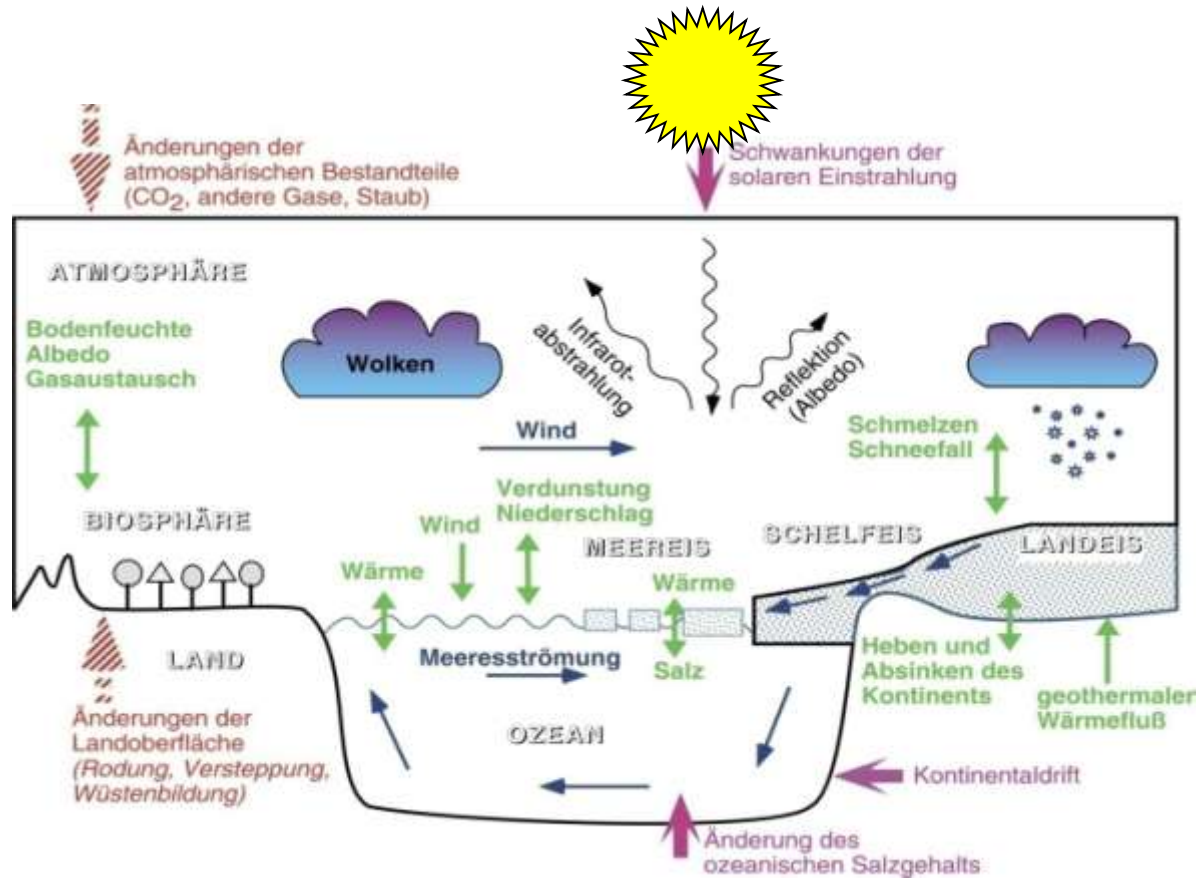 Änderungen der
atmosphärischen Bestandteile
(CO₂, andere Gase, Staub)
Schwankungen der
solaren Einstrahlung
ATMOSPHÄRE
Bodenfeuchte
Albedo
Gasaustausch
Wolken
Infrarot-
abstrahlung
Reflektion
(Albedo)
Wind
Schmelzen
Schneefall
Verdunstung
Niederschlag
BIOSPHÄRE
Wind
MEEREIS
SCHELFEIS
LANDEIS
Wärme
Wärme
LAND
Meeresströmung
Salz
Heben und
Absinken des
Kontinents
geothermaler
Wärmefluß
Änderungen der
Landoberfläche
(Rodung, Versteppung,
Wüstenbildung)
OZEAN
Kontinentaldrift
Änderung des
ozeanischen Salzgehalts